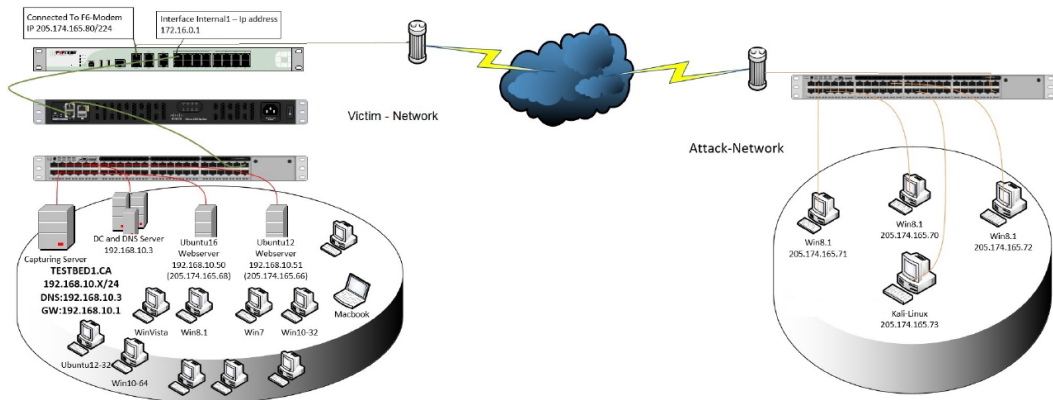 Connected To F6-Modem
IP 205.174.165.80/224
Interface Internal1 – Ip address
172.16.0.1
Victim - Network
Attack-Network
Capturing Server
DC and DNS Server
192.168.10.3
Ubuntu16
Webserver
192.168.10.50
(205.174.165.68)
Ubuntu12
Webserver
192.168.10.51
(205.174.165.66)
TESTBED1.CA
192.168.10.X/24
DNS:192.168.10.3
GW:192.168.10.1
Macbook
WinVista
Win8.1
Win7
Win10-32
Ubuntu12-32
Win10-64
Win8.1
205.174.165.71
Win8.1
205.174.165.70
Win8.1
205.174.165.72
Kali-Linux
205.174.165.73